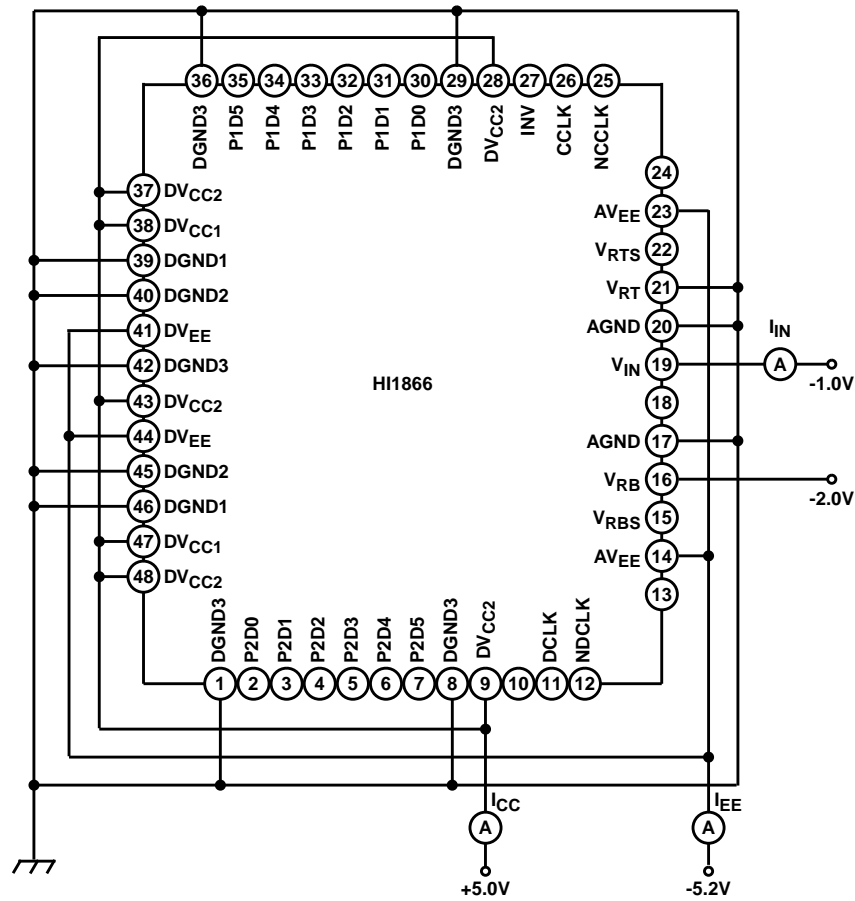 36 35 34 33 32 31 30 29 28 27 26 25
DGND3 P1D5 P1D4 P1D3 P1D2 P1D1 P1D0 DGND3 DVCC2 INV CCLK NCCLK
24
37 DVCC2
AVEE 23
38 DVCC1
VRTS 22
39 DGND1
VRT 21
40 DGND2
AGND 20
IIN
41 DVEE
VIN 19
A
-1.0V
42 DGND3
HI1866
18
43 DVCC2
AGND 17
44 DVEE
VRB 16
-2.0V
45 DGND2
VRBS 15
46 DGND1
AVEE 14
47 DVCC1
13
48 DVCC2
DGND3 P2D0 P2D1 P2D2 P2D3 P2D4 P2D5 DGND3 DVCC2 DCLK NDCLK
1 2 3 4 5 6 7 8 9 10 11 12
ICC
A
+5.0V
IEE
A
-5.2V